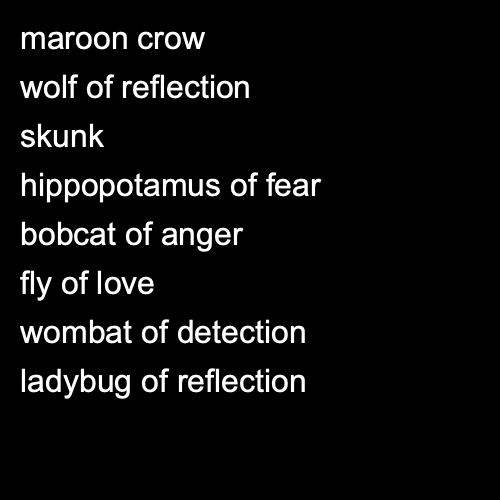 maroon crow
wolf of reflection
skunk
hippopotamus of fear
bobcat of anger
fly of love
wombat of detection
ladybug of reflection